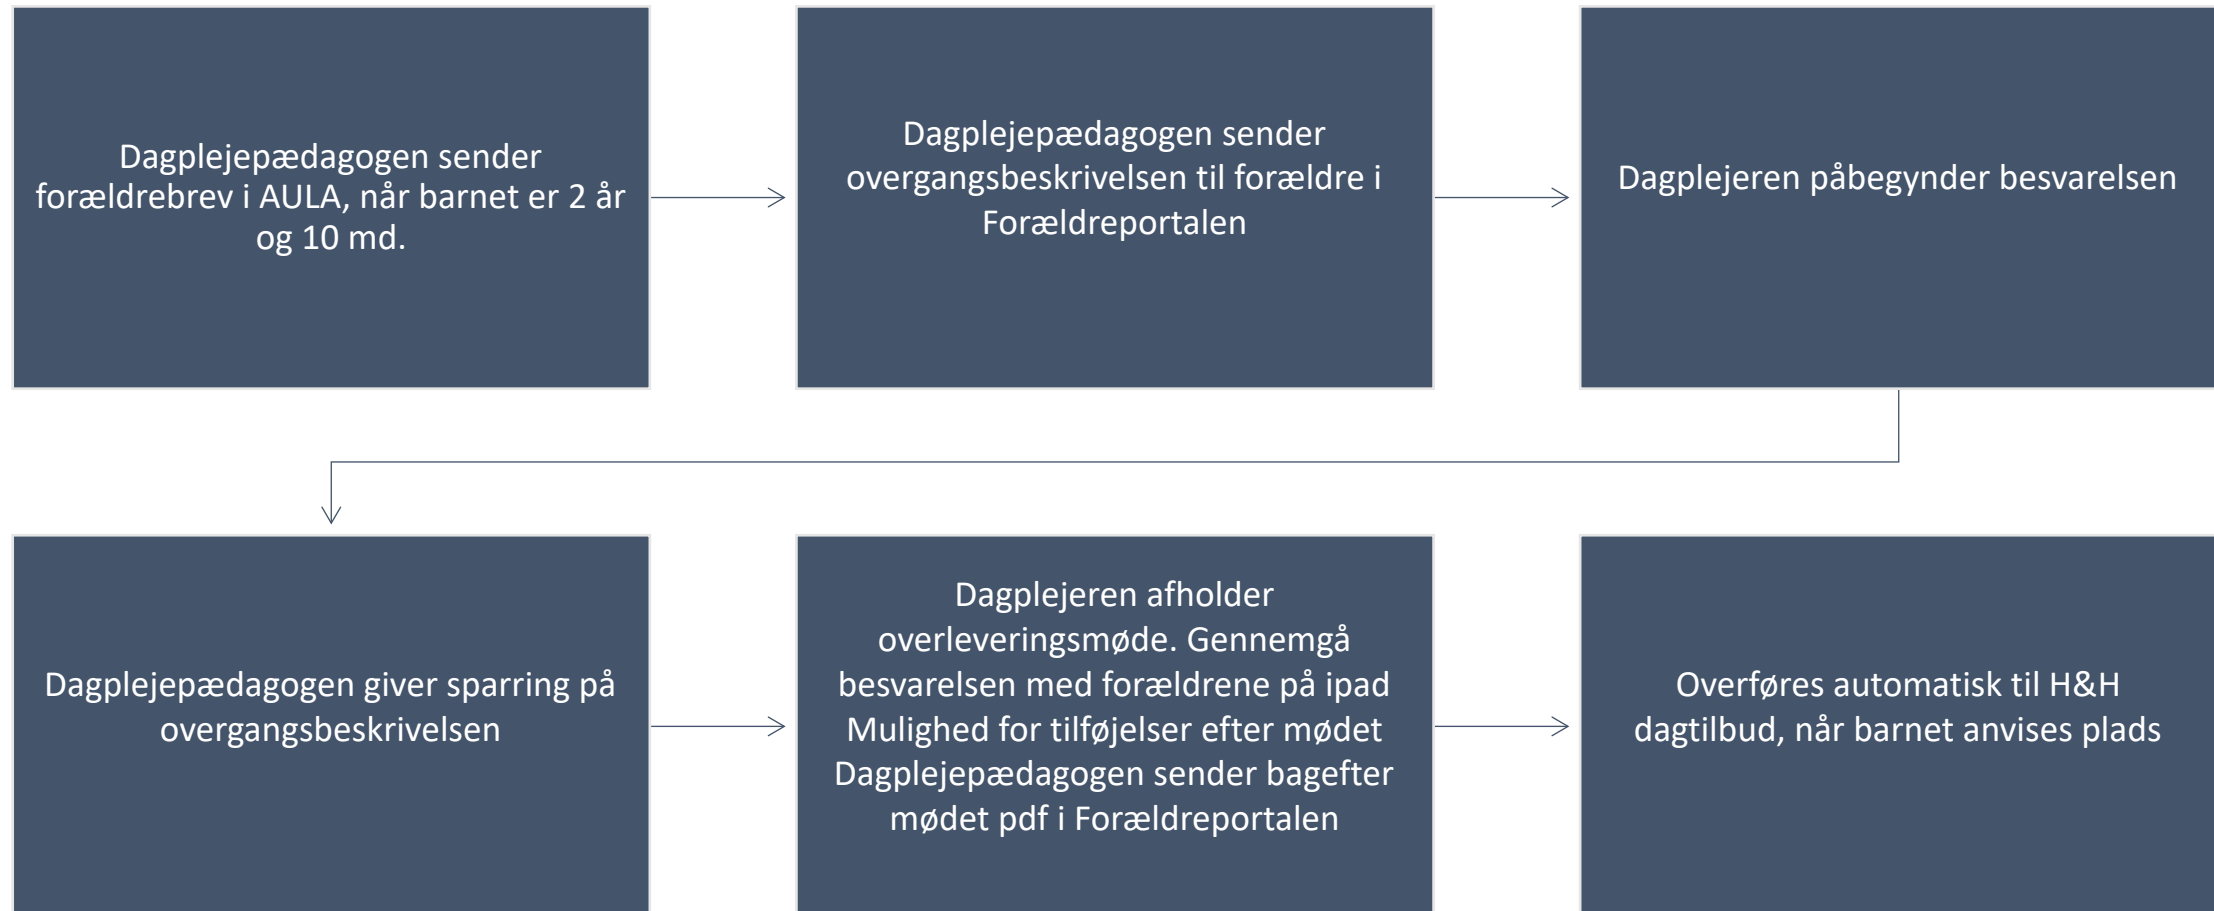 Dagplejepædagogen sender
forældrebrev i AULA, når barnet er 2 år
og 10 md.
Dagplejepædagogen sender
overgangsbeskrivelsen til forældre i
Forældreportalen
Dagplejeren påbegynder besvarelsen
Dagplejepædagogen giver sparring på
overgangsbeskrivelsen
Dagplejeren afholder
overleveringsmøde. Gennemgå
besvarelsen med forældrene på ipad
Mulighed for tilføjelser efter mødet
Dagplejepædagogen sender bagefter
mødet pdf i Forældreportalen
Overføres automatisk til H&H
dagtilbud, når barnet anvises plads